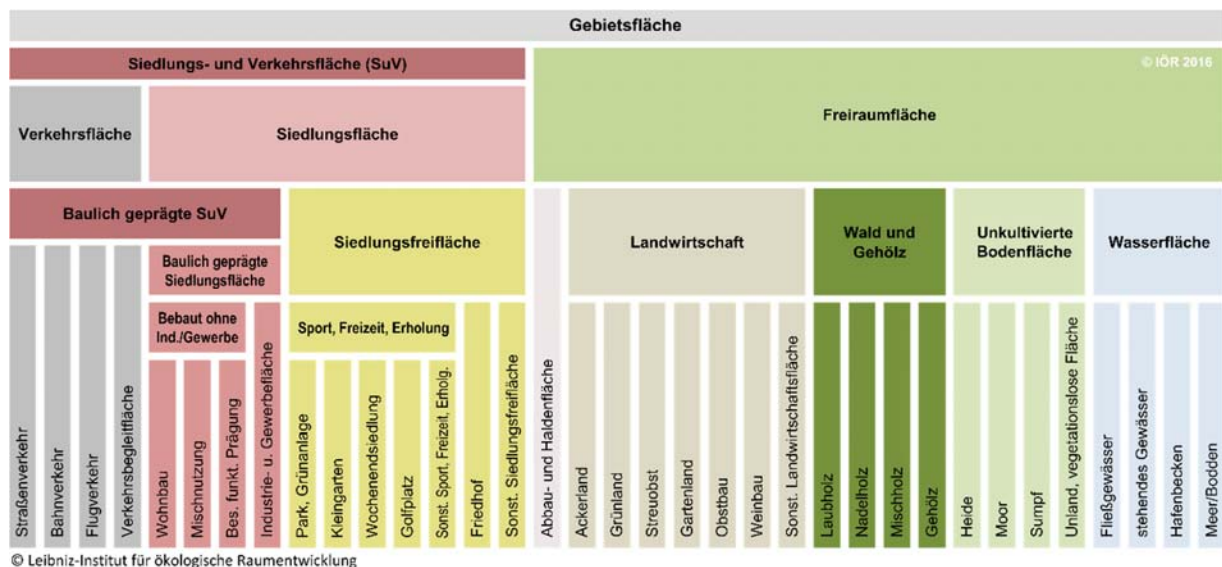 Gebietsfläche
Siedlungs- und Verkehrsfläche (SuV)
© IÖR 2016
Verkehrsfläche
Siedlungsfläche
Freiraumfläche
Baulich geprägte SuV
Siedlungsfreifläche
Landwirtschaft
Wald und
Gehölz
Unkultivierte
Bodenfläche
Wasserfläche
Baulich geprägte
Siedlungsfläche
Bebaut ohne
Ind./Gewerbe
Sport, Freizeit, Erholung
Straßenverkehr
Bahnverkehr
Flugverkehr
Verkehrsbegleitfläche
Wohnbau
Mischnutzung
Bes. funkt. Prägung
Industrie- u. Gewerbefläche
Park, Grünanlage
Kleingarten
Wochenendsiedlung
Golfplatz
Sonst. Sport, Freizeit, Erholg.
Friedhof
Sonst. Siedlungsfreifläche
Abbau- und Haldenfläche
Ackerland
Grünland
Streuobst
Gartenland
Obstbau
Weinbau
Sonst. Landwirtschaftsfläche
Laubholz
Nadelholz
Mischholz
Gehölz
Heide
Moor
Sumpf
Unland, vegetationslose Fläche
Fließgewässer
stehendes Gewässer
Hafenbecken
Meer/Bodden
© Leibniz-Institut für ökologische Raumentwicklung